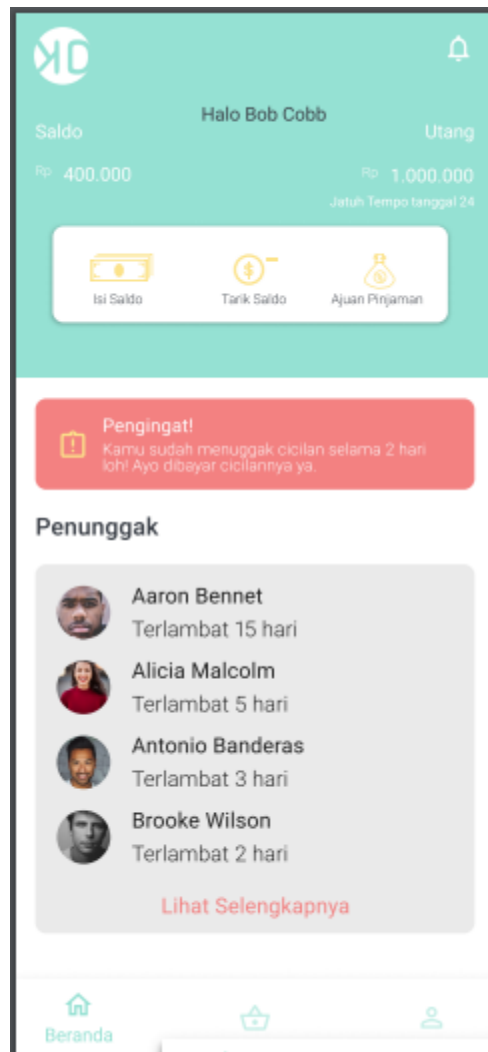 KD
Halo Bob Cobb
Saldo
Utang
Rp 400.000
Rp 1.000.000
Jatuh Tempo tanggal 24
Isi Saldo
Tarik Saldo
Ajuan Pinjaman
Pengingat!
Kamu sudah menuggak cicilan selama 2 hari
loh! Ayo dibayar cicilannya ya.
Penunggak
Aaron Bennet
Terlambat 15 hari
Alicia Malcolm
Terlambat 5 hari
Antonio Banderas
Terlambat 3 hari
Brooke Wilson
Terlambat 2 hari
Lihat Selengkapnya
Beranda